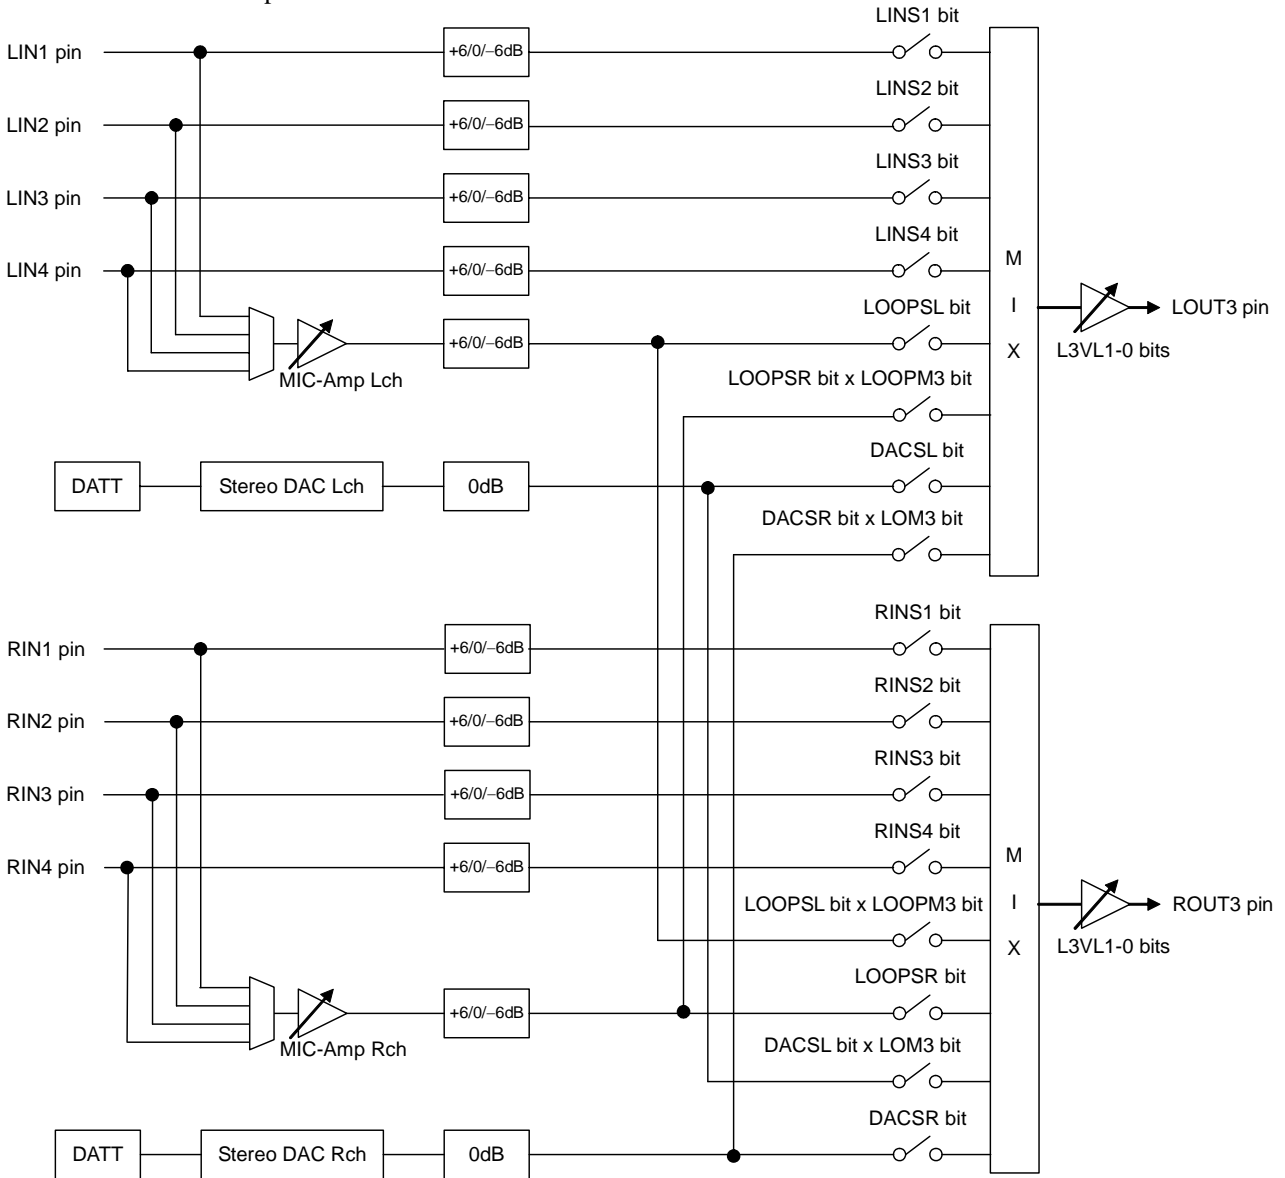 LINS1 bit
LIN1 pin
+6/0/−6dB
LINS2 bit
LIN2 pin
+6/0/−6dB
LINS3 bit
LIN3 pin
+6/0/−6dB
LINS4 bit
LIN4 pin
+6/0/−6dB
M
I
X
LOUT3 pin
L3VL1-0 bits
LOOPSL bit
+6/0/−6dB
MIC-Amp Lch
LOOPSR bit x LOOPM3 bit
DACSL bit
DATT
Stereo DAC Lch
0dB
DACSR bit x LOM3 bit
RINS1 bit
RIN1 pin
+6/0/−6dB
RINS2 bit
RIN2 pin
+6/0/−6dB
RINS3 bit
RIN3 pin
+6/0/−6dB
RINS4 bit
RIN4 pin
+6/0/−6dB
M
I
X
ROUT3 pin
L3VL1-0 bits
LOOPSL bit x LOOPM3 bit
LOOPSR bit
+6/0/−6dB
MIC-Amp Rch
DACSL bit x LOM3 bit
DACSR bit
DATT
Stereo DAC Rch
0dB